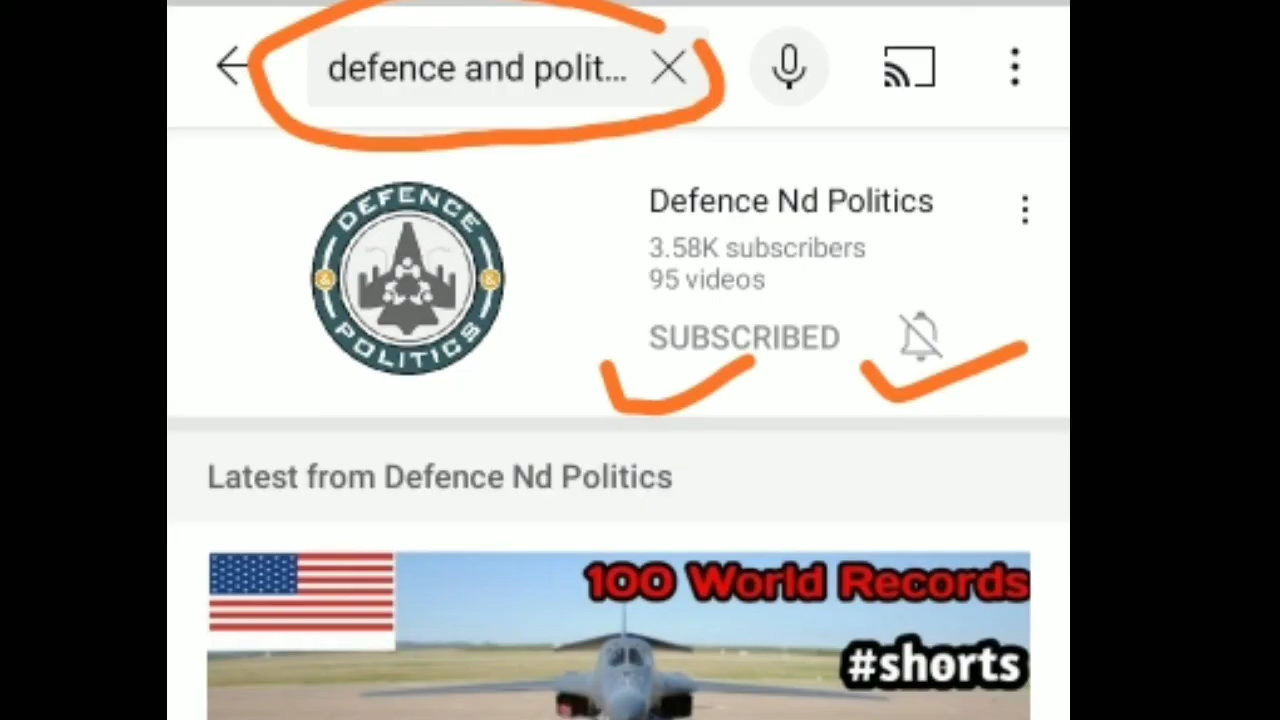 defence and polit...
DEFENCE
& &
POLITICS
Defence Nd Politics
3.58K subscribers
95 videos
SUBSCRIBED
Latest from Defence Nd Politics
100 World Records
#shorts